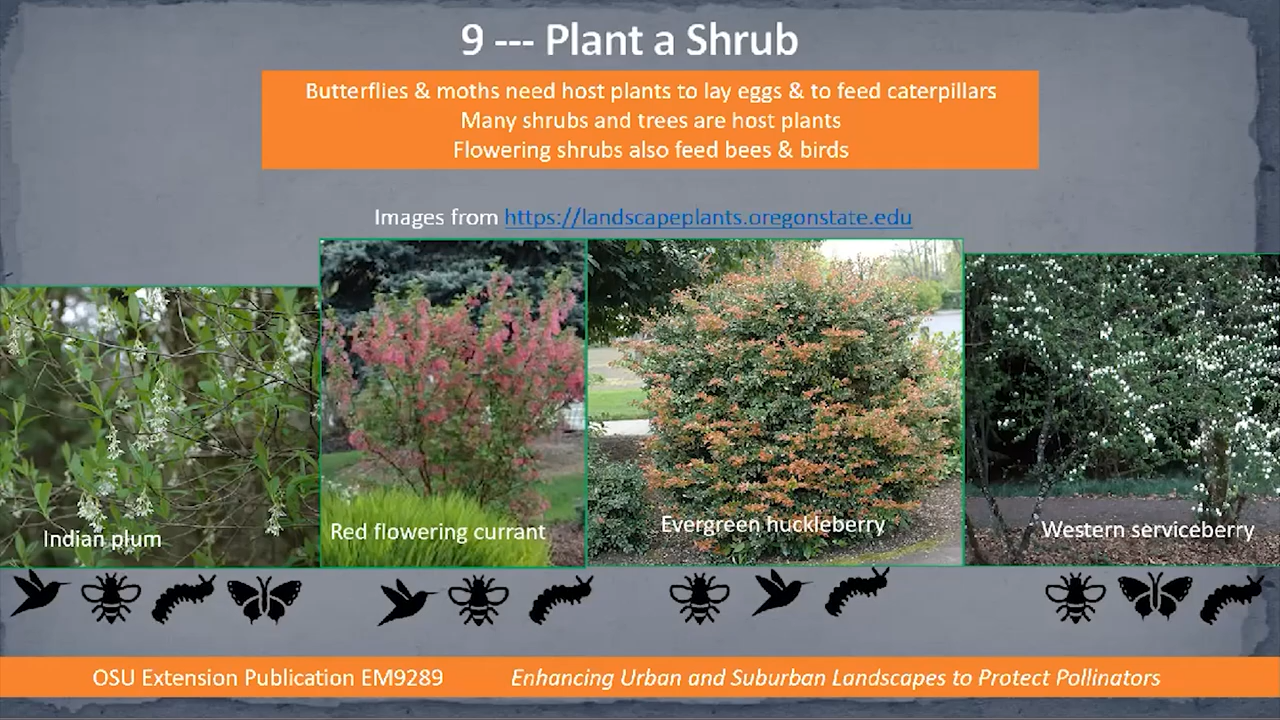 9 --- Plant a Shrub
Butterflies & moths need host plants to lay eggs & to feed caterpillars
Many shrubs and trees are host plants
Flowering shrubs also feed bees & birds
Images from https://landscapeplants.oregonstate.edu
Indian plum
Red flowering currant
Evergreen huckleberry
Western serviceberry
OSU Extension Publication EM9289 Enhancing Urban and Suburban Landscapes to Protect Pollinators